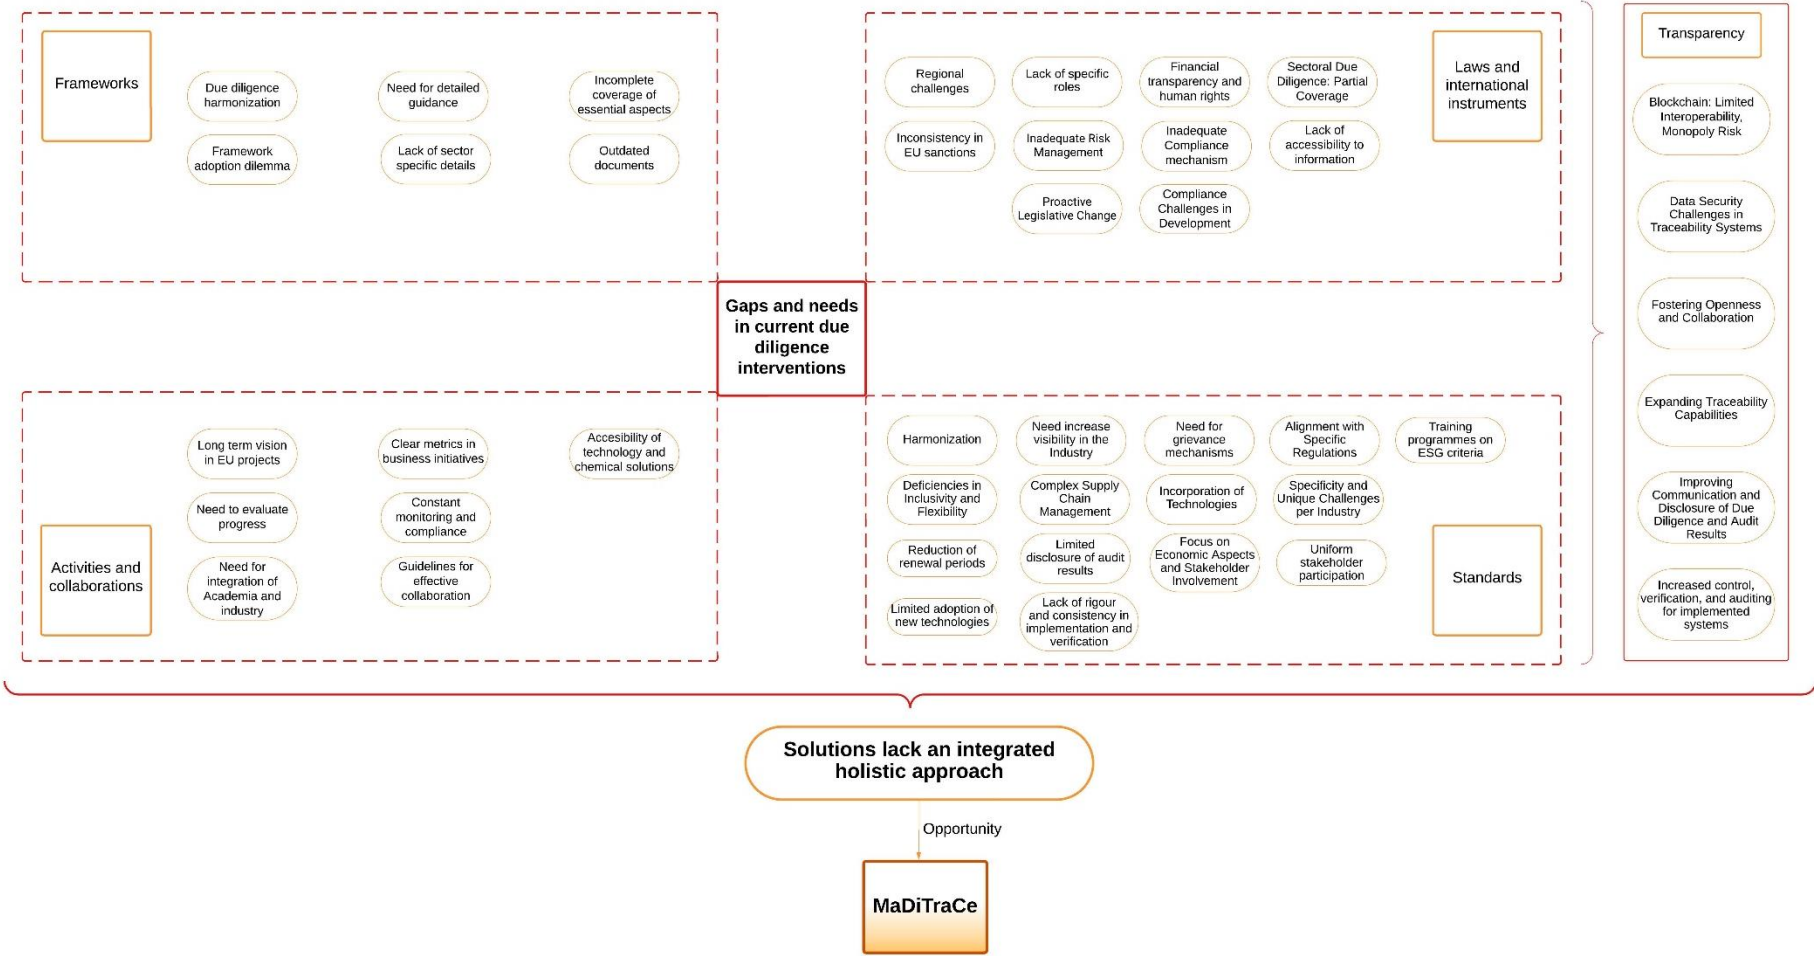 Frameworks
Due diligence
harmonization
Need for detailed
guidance
Incomplete
coverage of
essential aspects
Framework
adoption dilemma
Lack of sector
specific details
Outdated
documents
Regional
challenges
Lack of specific
roles
Financial
transparency and
human rights
Sectoral Due
Diligence: Partial
Coverage
Inconsistency in
EU sanctions
Inadequate Risk
Management
Inadequate
Compliance
mechanism
Lack of
accessibility to
information
Proactive
Legislative Change
Compliance
Challenges in
Development
Laws and
international
instruments
Gaps and needs
in current due
diligence
interventions
Activities and
collaborations
Long term vision
in EU projects
Clear metrics in
business initiatives
Accesibility of
technology and
chemical solutions
Need to evaluate
progress
Constant
monitoring and
compliance
Need for
integration of
Academia and
industry
Guidelines for
effective
collaboration
Harmonization
Need increase
visibility in the
Industry
Need for
grievance
mechanisms
Alignment with
Specific
Regulations
Training
programmes on
ESG criteria
Deficiencies in
Inclusivity and
Flexibility
Complex Supply
Chain
Management
Incorporation of
Technologies
Specificity and
Unique Challenges
per Industry
Reduction of
renewal periods
Limited
disclosure of audit
results
Focus on
Economic Aspects
and Stakeholder
Involvement
Uniform
stakeholder
participation
Limited adoption of
new technologies
Lack of rigour
and consistency in
implementation and
verification
Standards
Transparency
Blockchain: Limited
Interoperability,
Monopoly Risk
Data Security
Challenges in
Traceability Systems
Fostering Openness
and Collaboration
Expanding Traceability
Capabilities
Improving
Communication and
Disclosure of Due
Diligence and Audit
Results
Increased control,
verification, and auditing
for implemented
systems
Solutions lack an integrated
holistic approach
Opportunity
MaDiTraCe